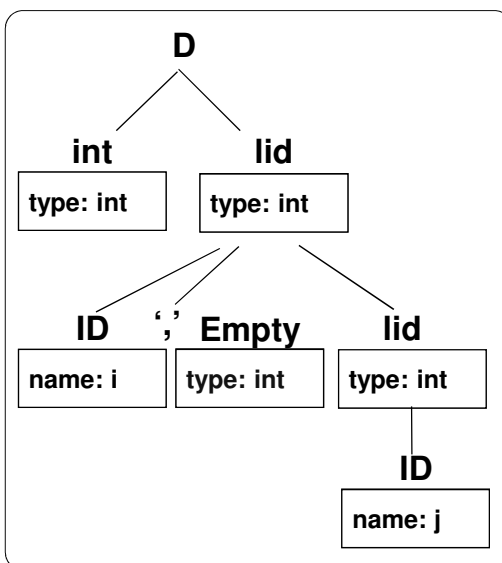 D
int lid
type: int type: int
ID ‘,’ Empty lid
name: i type: int type: int
ID
name: j